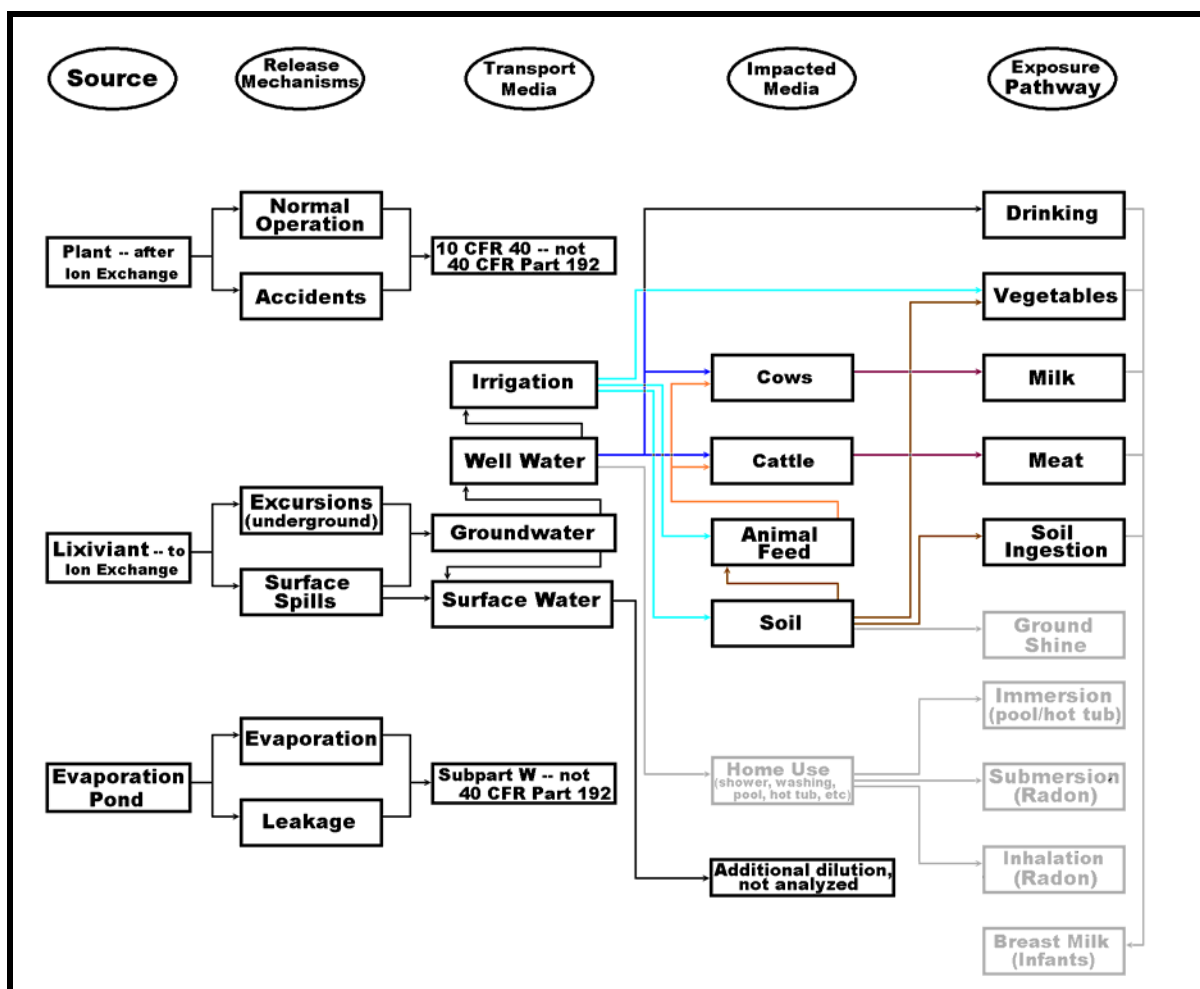 Source
Release
Mechanisms
Transport
Media
Impacted
Media
Exposure
Pathway
Normal
Operation
Drinking
Plant -- after
Ion Exchange
10 CFR 40 -- not
40 CFR Part 192
Accidents
Vegetables
Irrigation
Cows
Milk
Well Water
Cattle
Meat
Excursions
(underground)
Groundwater
Animal
Feed
Soil
Ingestion
Lixiviant -- to
Ion Exchange
Surface
Spills
Surface Water
Soil
Ground
Shine
Immersion
(pool/hot tub)
Evaporation
Evaporation
Pond
Subpart W -- not
40 CFR Part 192
Home Use
(shower, washing,
pool, hot tub, etc)
Submersion
(Radon)
Leakage
Additional dilution,
not analyzed
Inhalation
(Radon)
Breast Milk
(Infants)